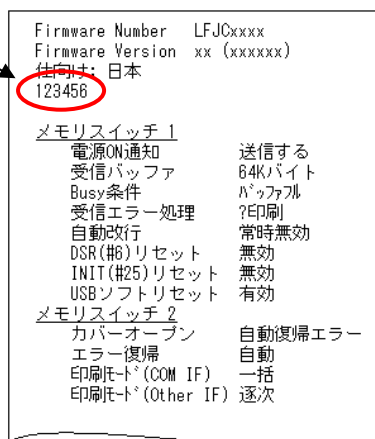 Firmware Number LFJCxxxx
Firmware Version xx (xxxxxx)
仕向け: 日本
123456
メモリスイッチ 1
電源ON通知 送信する
受信バッファ 64Kバイト
Busy条件 ﾊﾞｯﾌｧﾌﾙ
受信エラー処理 ?印刷
自動改行 常時無効
DSR(#6)リセット 無効
INIT(#25)リセット 無効
USBソフトリセット 有効
メモリスイッチ 2
カバーオープン 自動復帰エラー
エラー復帰 自動
印刷ﾓｰﾄﾞ(COM IF) 一括
印刷ﾓｰﾄﾞ(Other IF) 逐次